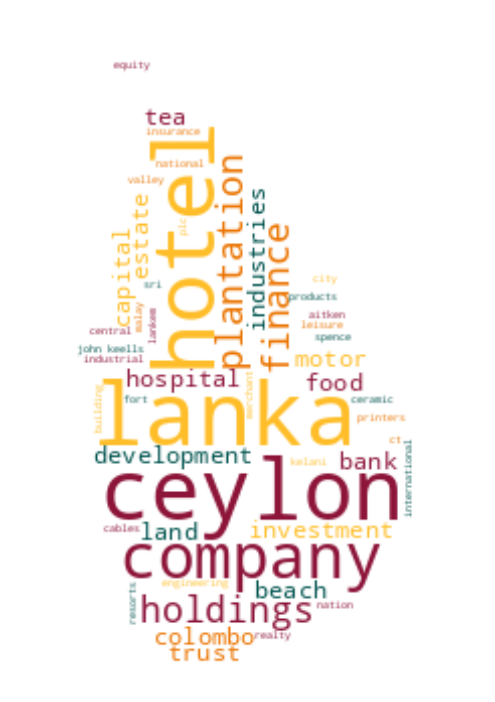 equity
tea
insurance
hotel
national
plantation
valley
industries
estate
plc
finance
capital
sri
city
products
malay
lankem
aitken
leisure
central
spence
john keells
industrial
motor
hospital
food
merchant
lanka
building
fort
ceramic
printers
ct
development
international
bank
kelani
ceylon
cables
land
investment
company
engineering
resorts
beach
holdings
nation
colombo
realty
trust